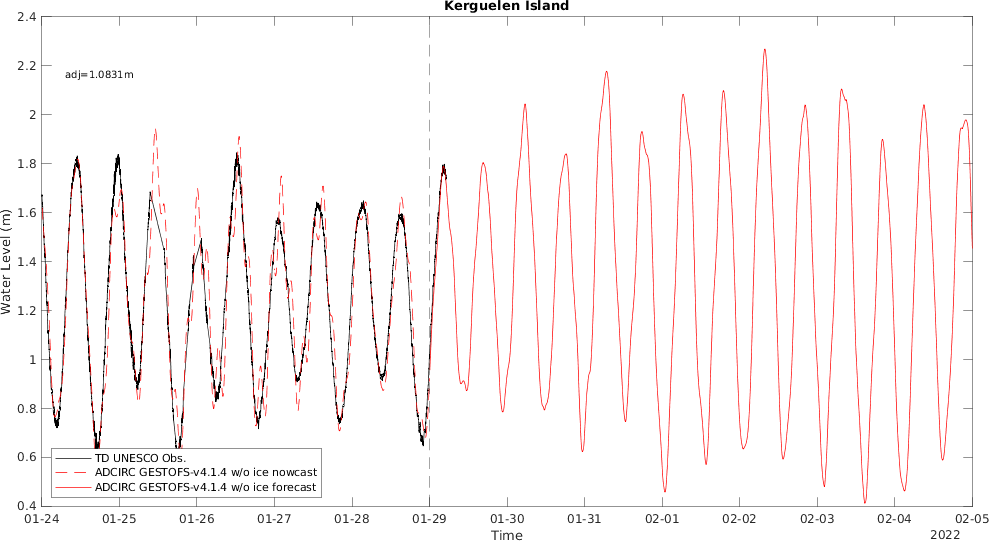 Kerguelen Island
2.4
2.2
2
1.8
1.6
1.4
1.2
1
0.8
0.6
0.4
Water Level (m)
adj=1.0831m
TD UNESCO Obs.
ADCIRC GESTOFS-v4.1.4 w/o ice nowcast
ADCIRC GESTOFS-v4.1.4 w/o ice forecast
01-24 01-25 01-26 01-27 01-28 01-29 01-30 01-31 02-01 02-02 02-03 02-04 02-05
Time
2022